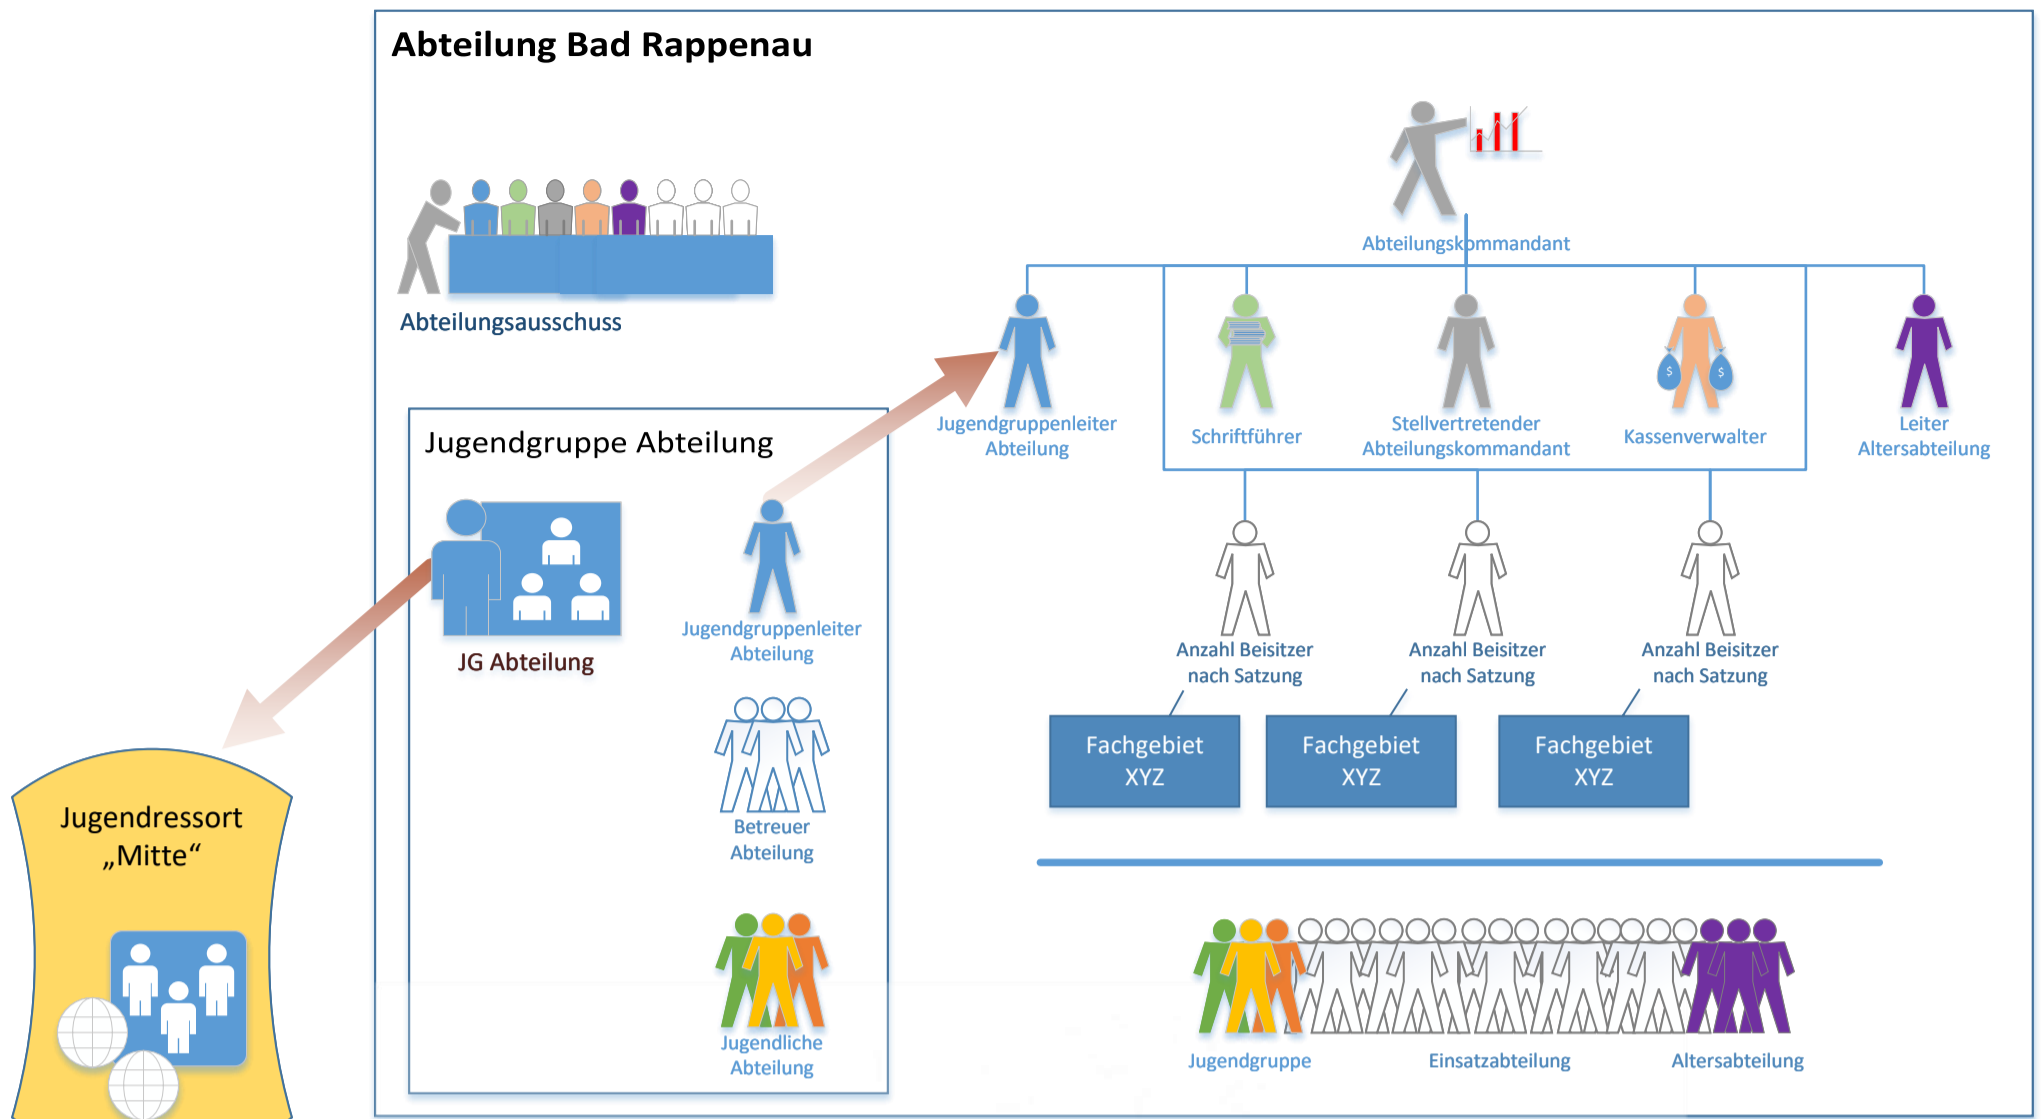 Abteilung Bad Rappenau
Abteilungskommandant
Abteilungsausschuss
Jugendgruppenleiter
Abteilung
Schriftführer
Stellvertretender
Abteilungskommandant
Kassenverwalter
$
$
Leiter
Altersabteilung
Jugendgruppe Abteilung
JG Abteilung
Jugendgruppenleiter
Abteilung
Betreuer
Abteilung
Jugendliche
Abteilung
Anzahl Beisitzer
nach Satzung
Anzahl Beisitzer
nach Satzung
Anzahl Beisitzer
nach Satzung
Fachgebiet
XYZ
Fachgebiet
XYZ
Fachgebiet
XYZ
Jugendgruppe
Einsatzabteilung
Altersabteilung
Jugendressort
„Mitte“